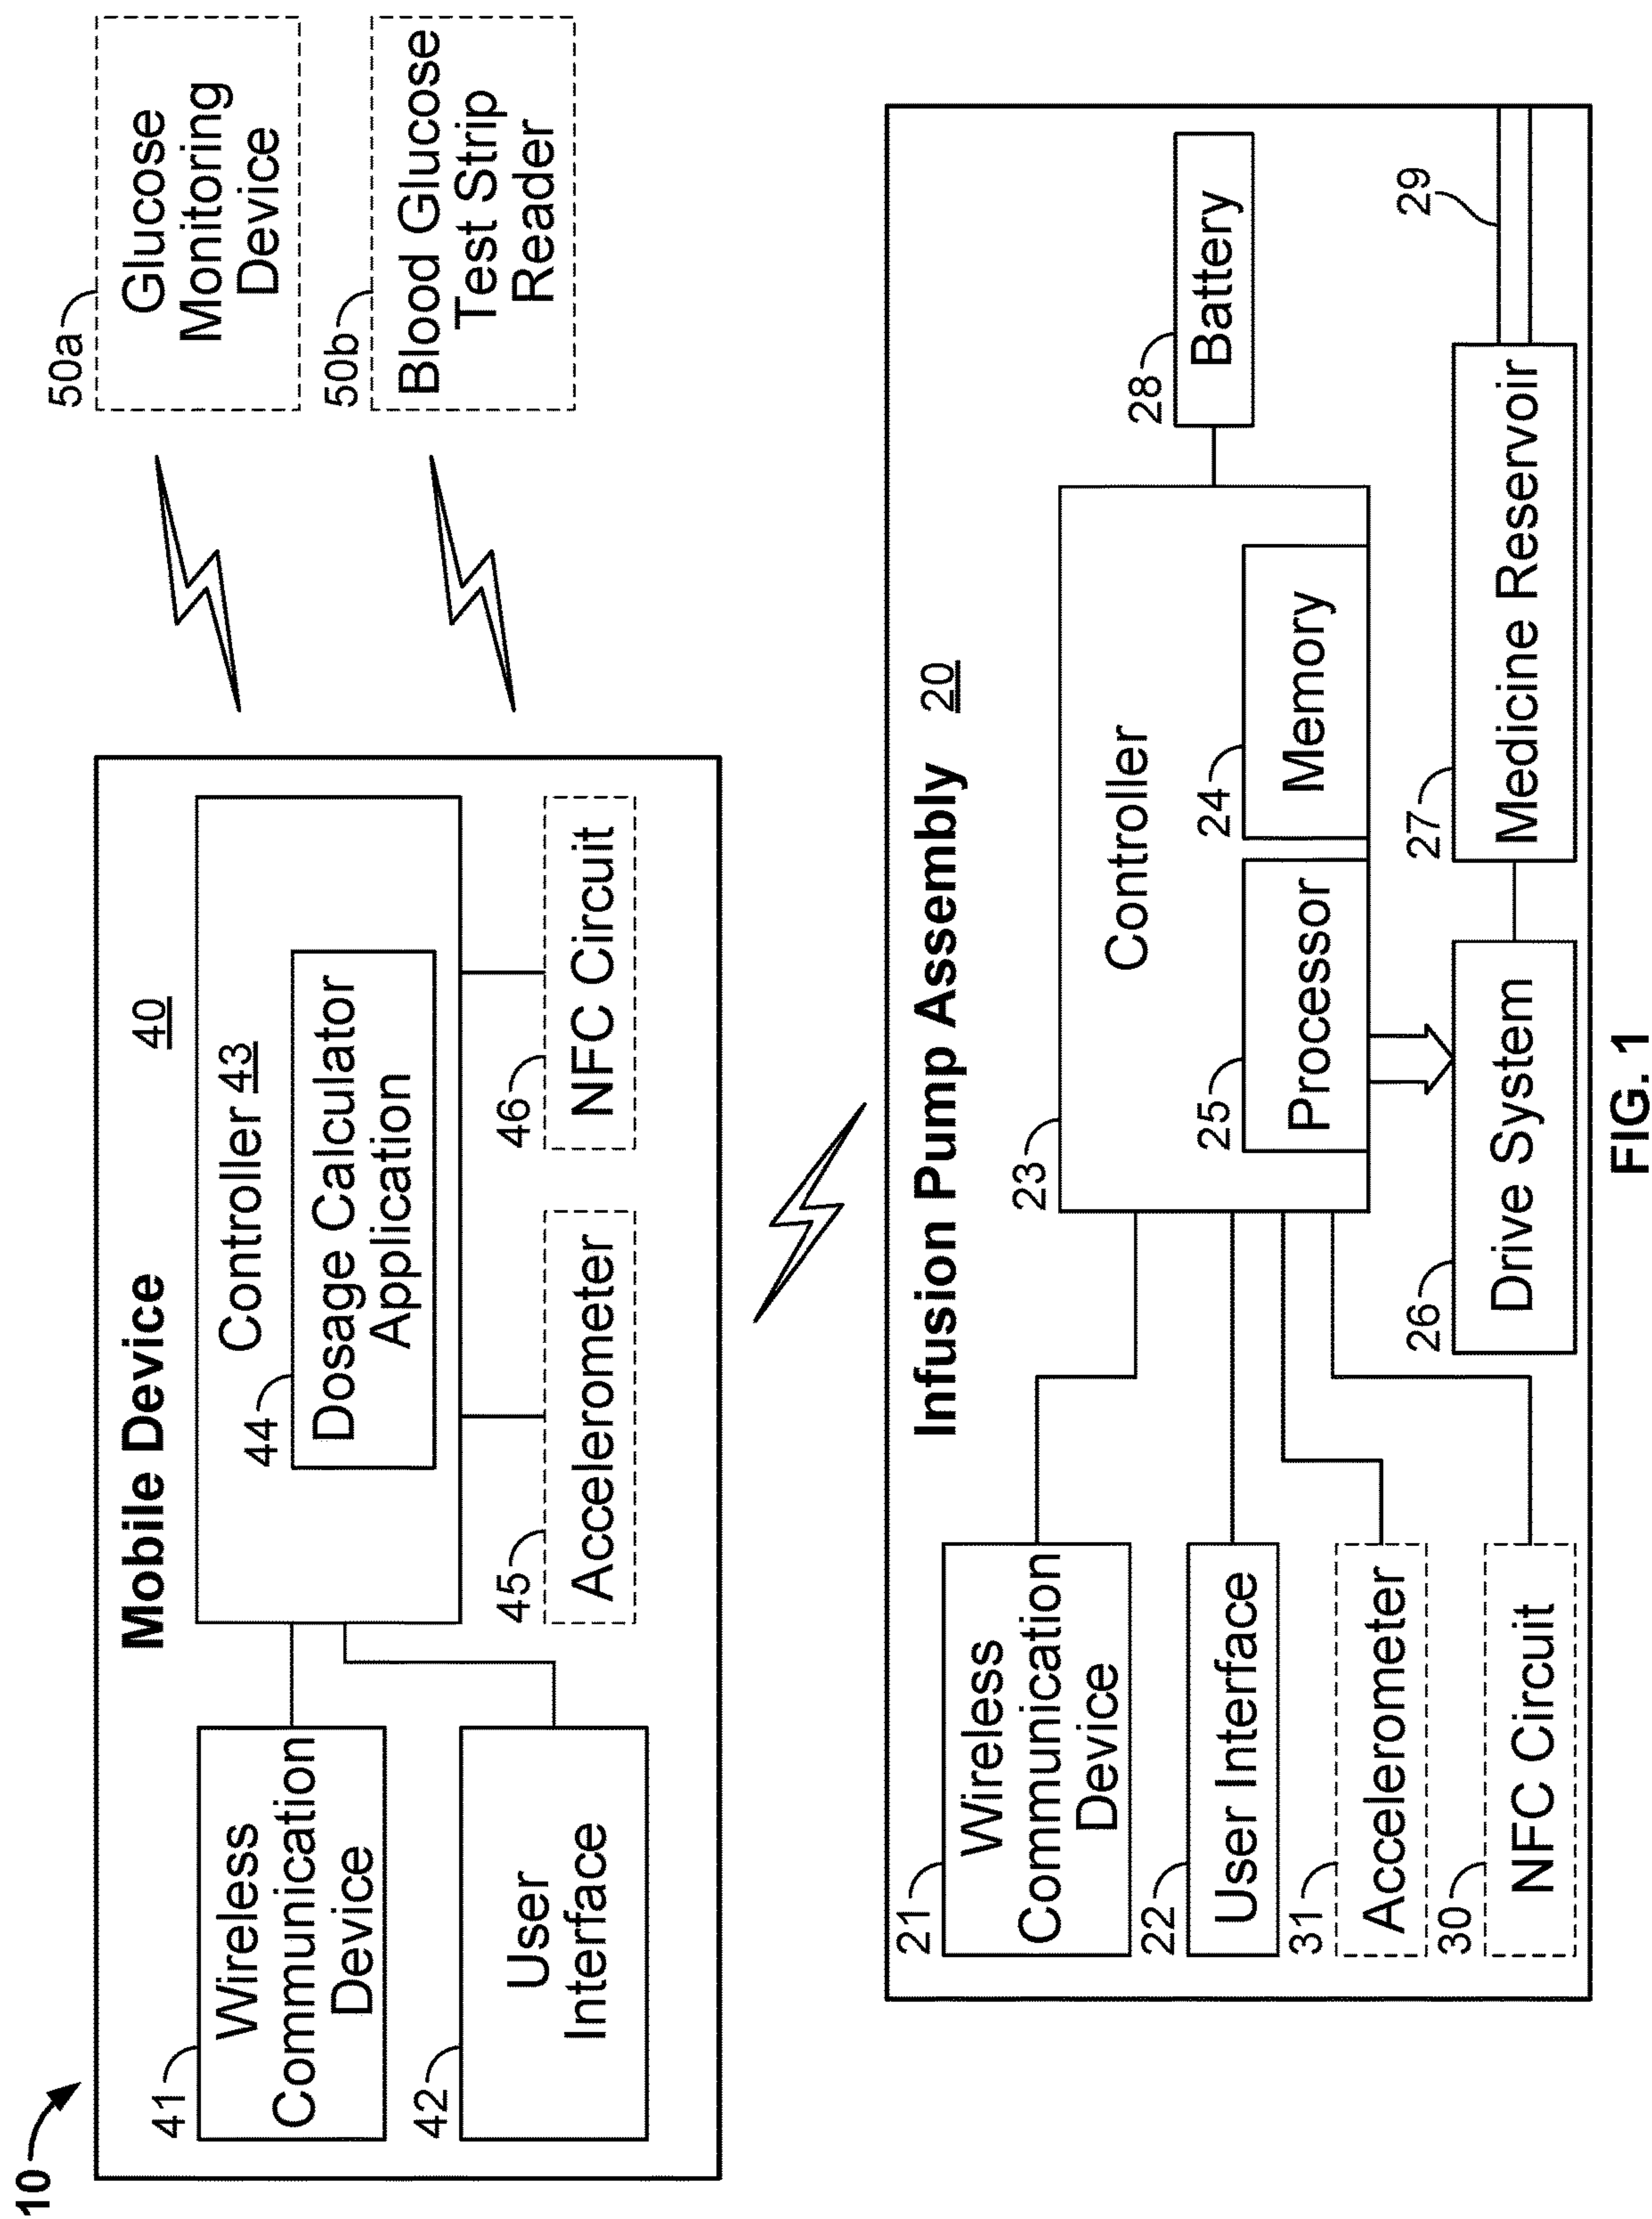 10
Mobile Device
40
41
Wireless
Communication
Device
42
User
Interface
Controller 43
44
Dosage Calculator
Application
45
Accelerometer
46
NFC Circuit
50a
Glucose
Monitoring
Device
50b
Blood Glucose
Test Strip
Reader
Infusion Pump Assembly
20
21
Wireless
Communication
Device
22
User Interface
31
Accelerometer
30
NFC Circuit
23
Controller
25
Processor
24
Memory
28
Battery
26
Drive System
27
Medicine Reservoir
29
FIG. 1